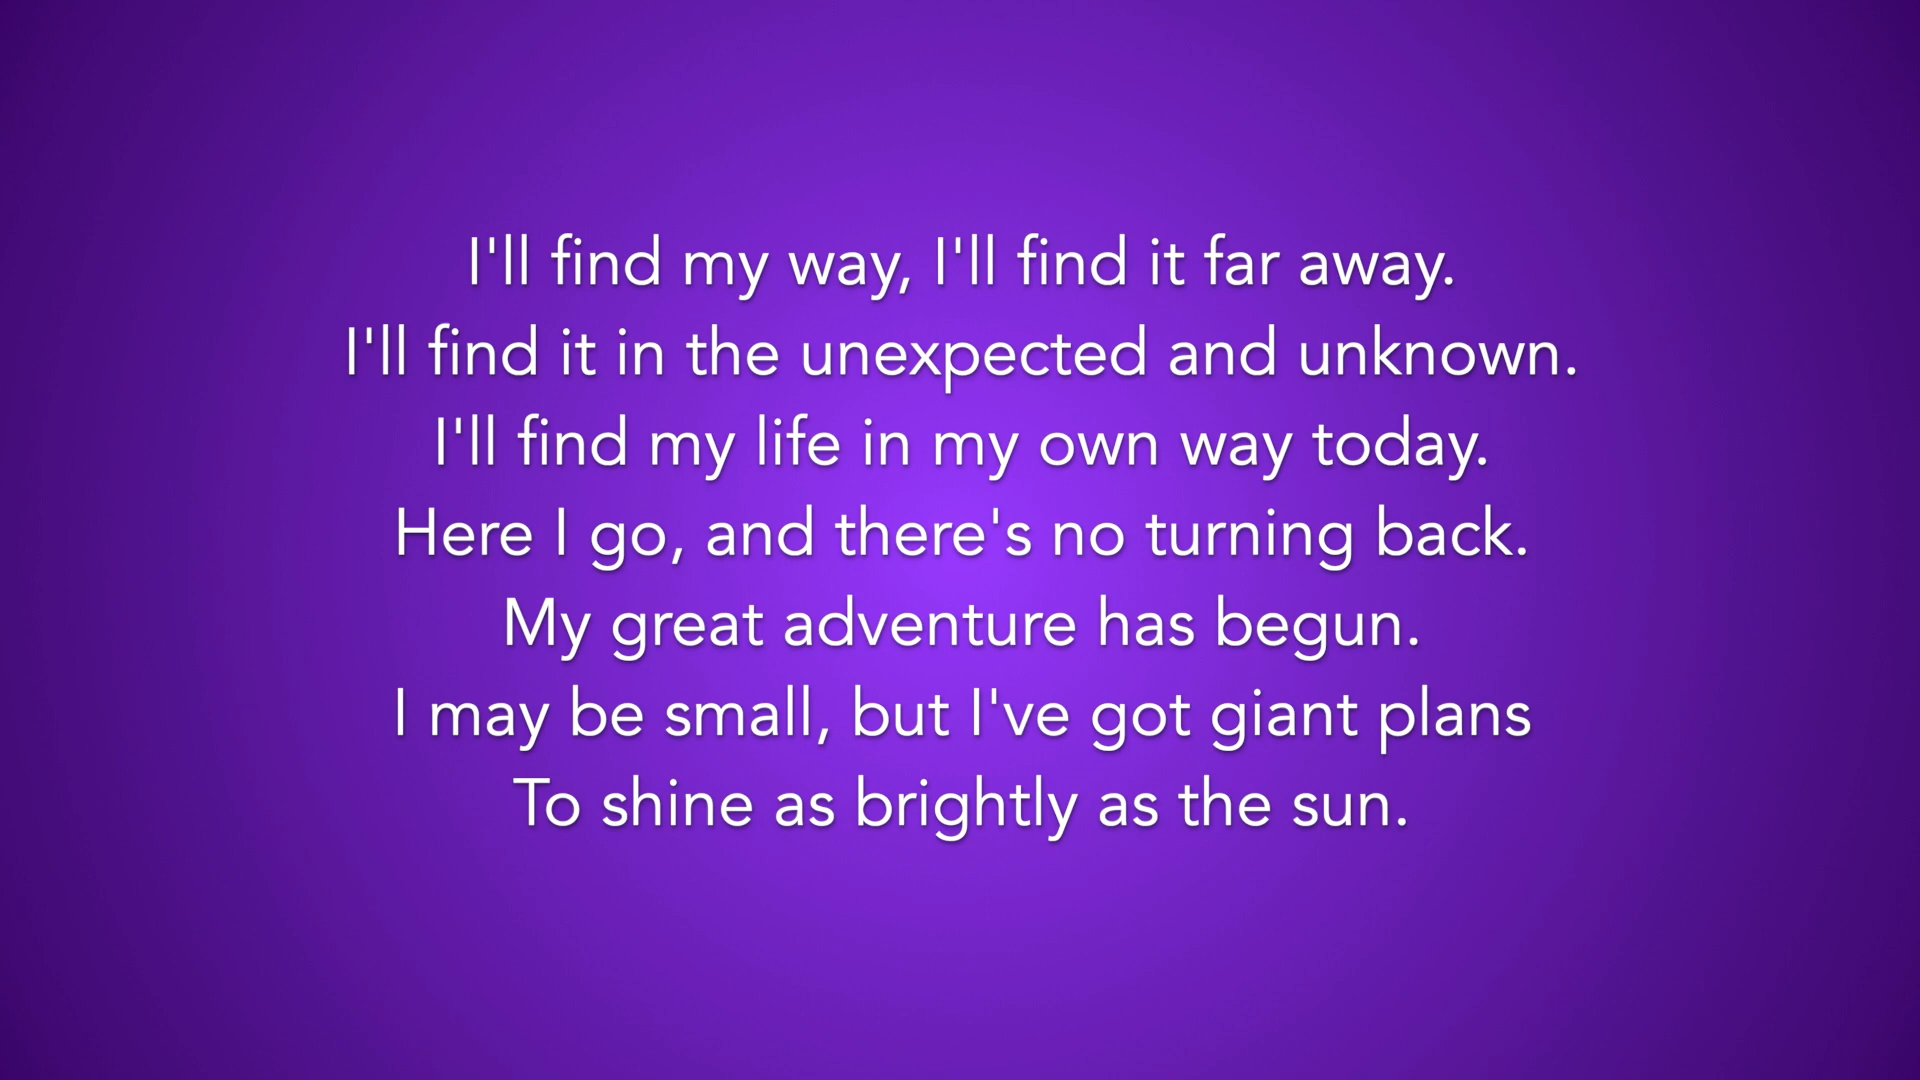 I'll find my way, I'll find it far away.
I'll find it in the unexpected and unknown.
I'll find my life in my own way today.
Here I go, and there's no turning back.
My great adventure has begun.
I may be small, but I've got giant plans
To shine as brightly as the sun.